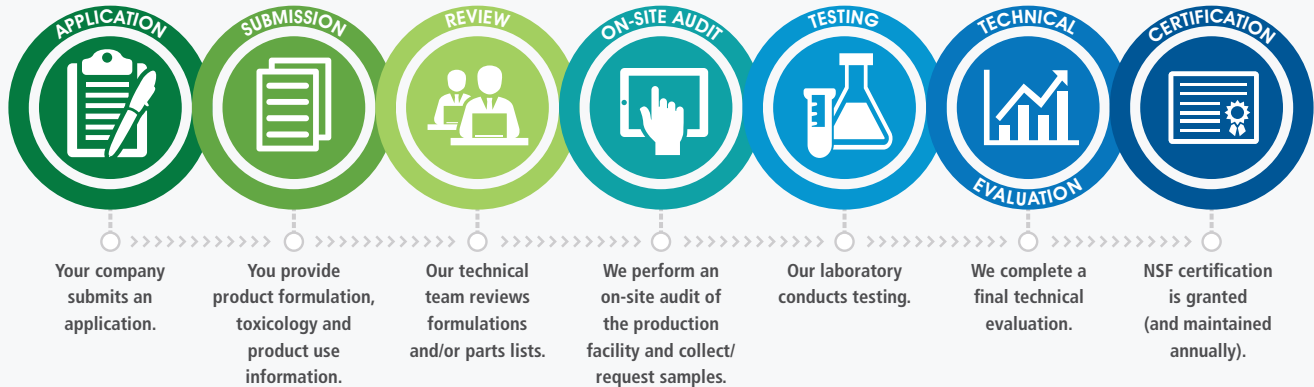 APPLICATION
SUBMISSION
REVIEW
ON-SITE AUDIT
TESTING
TECHNICAL
EVALUATION
CERTIFICATION
Your company
submits an
application.
You provide
product formulation,
toxicology and
product use
information.
Our technical
team reviews
formulations
and/or parts lists.
We perform an
on-site audit of
the production
facility and collect/
request samples.
Our laboratory
conducts testing.
We complete a
final technical
evaluation.
NSF certification
is granted
(and maintained
annually).